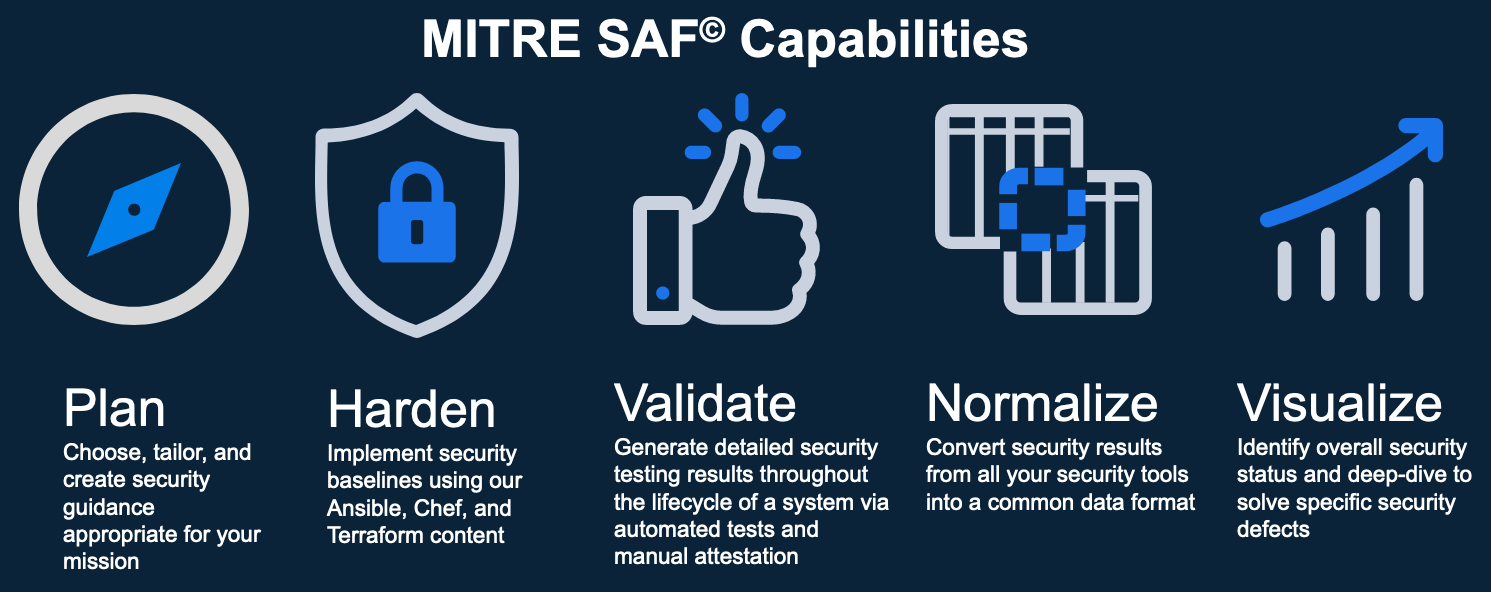 MITRE SAF© Capabilities
Plan
Choose, tailor, and
create security
guidance
appropriate for your
mission
Harden
Implement security
baselines using our
Ansible, Chef, and
Terraform content
Validate
Generate detailed security
testing results throughout
the lifecycle of a system via
automated tests and
manual attestation
Normalize
Convert security results
from all your security tools
into a common data format
Visualize
Identify overall security
status and deep-dive to
solve specific security
defects